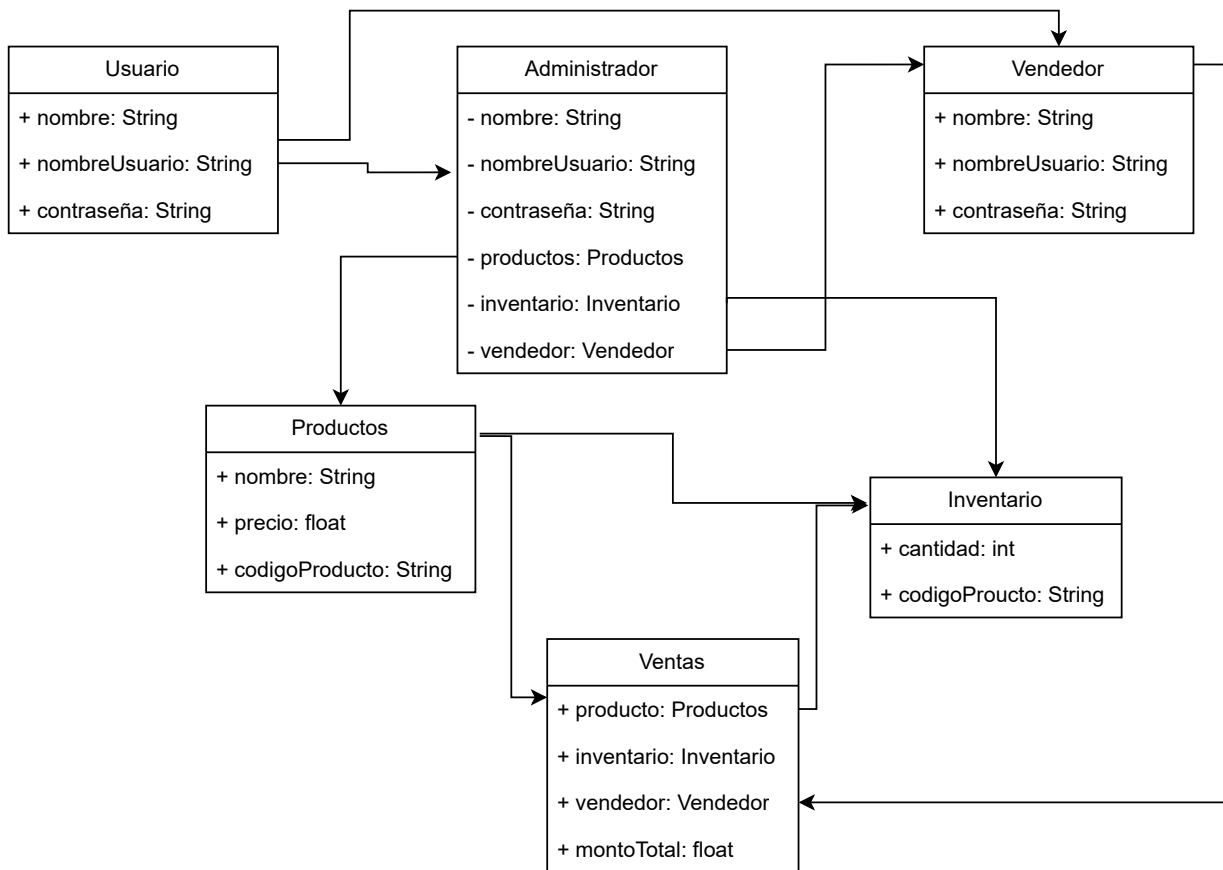 Usuario
+ nombre: String
+ nombreUsuario: String
+ contraseña: String
Administrador
- nombre: String
- nombreUsuario: String
- contraseña: String
- productos: Productos
- inventario: Inventario
- vendedor: Vendedor
Vendedor
+ nombre: String
+ nombreUsuario: String
+ contraseña: String
Productos
+ nombre: String
+ precio: float
+ codigoProducto: String
Inventario
+ cantidad: int
+ codigoProucto: String
Ventas
+ producto: Productos
+ inventario: Inventario
+ vendedor: Vendedor
+ montoTotal: float